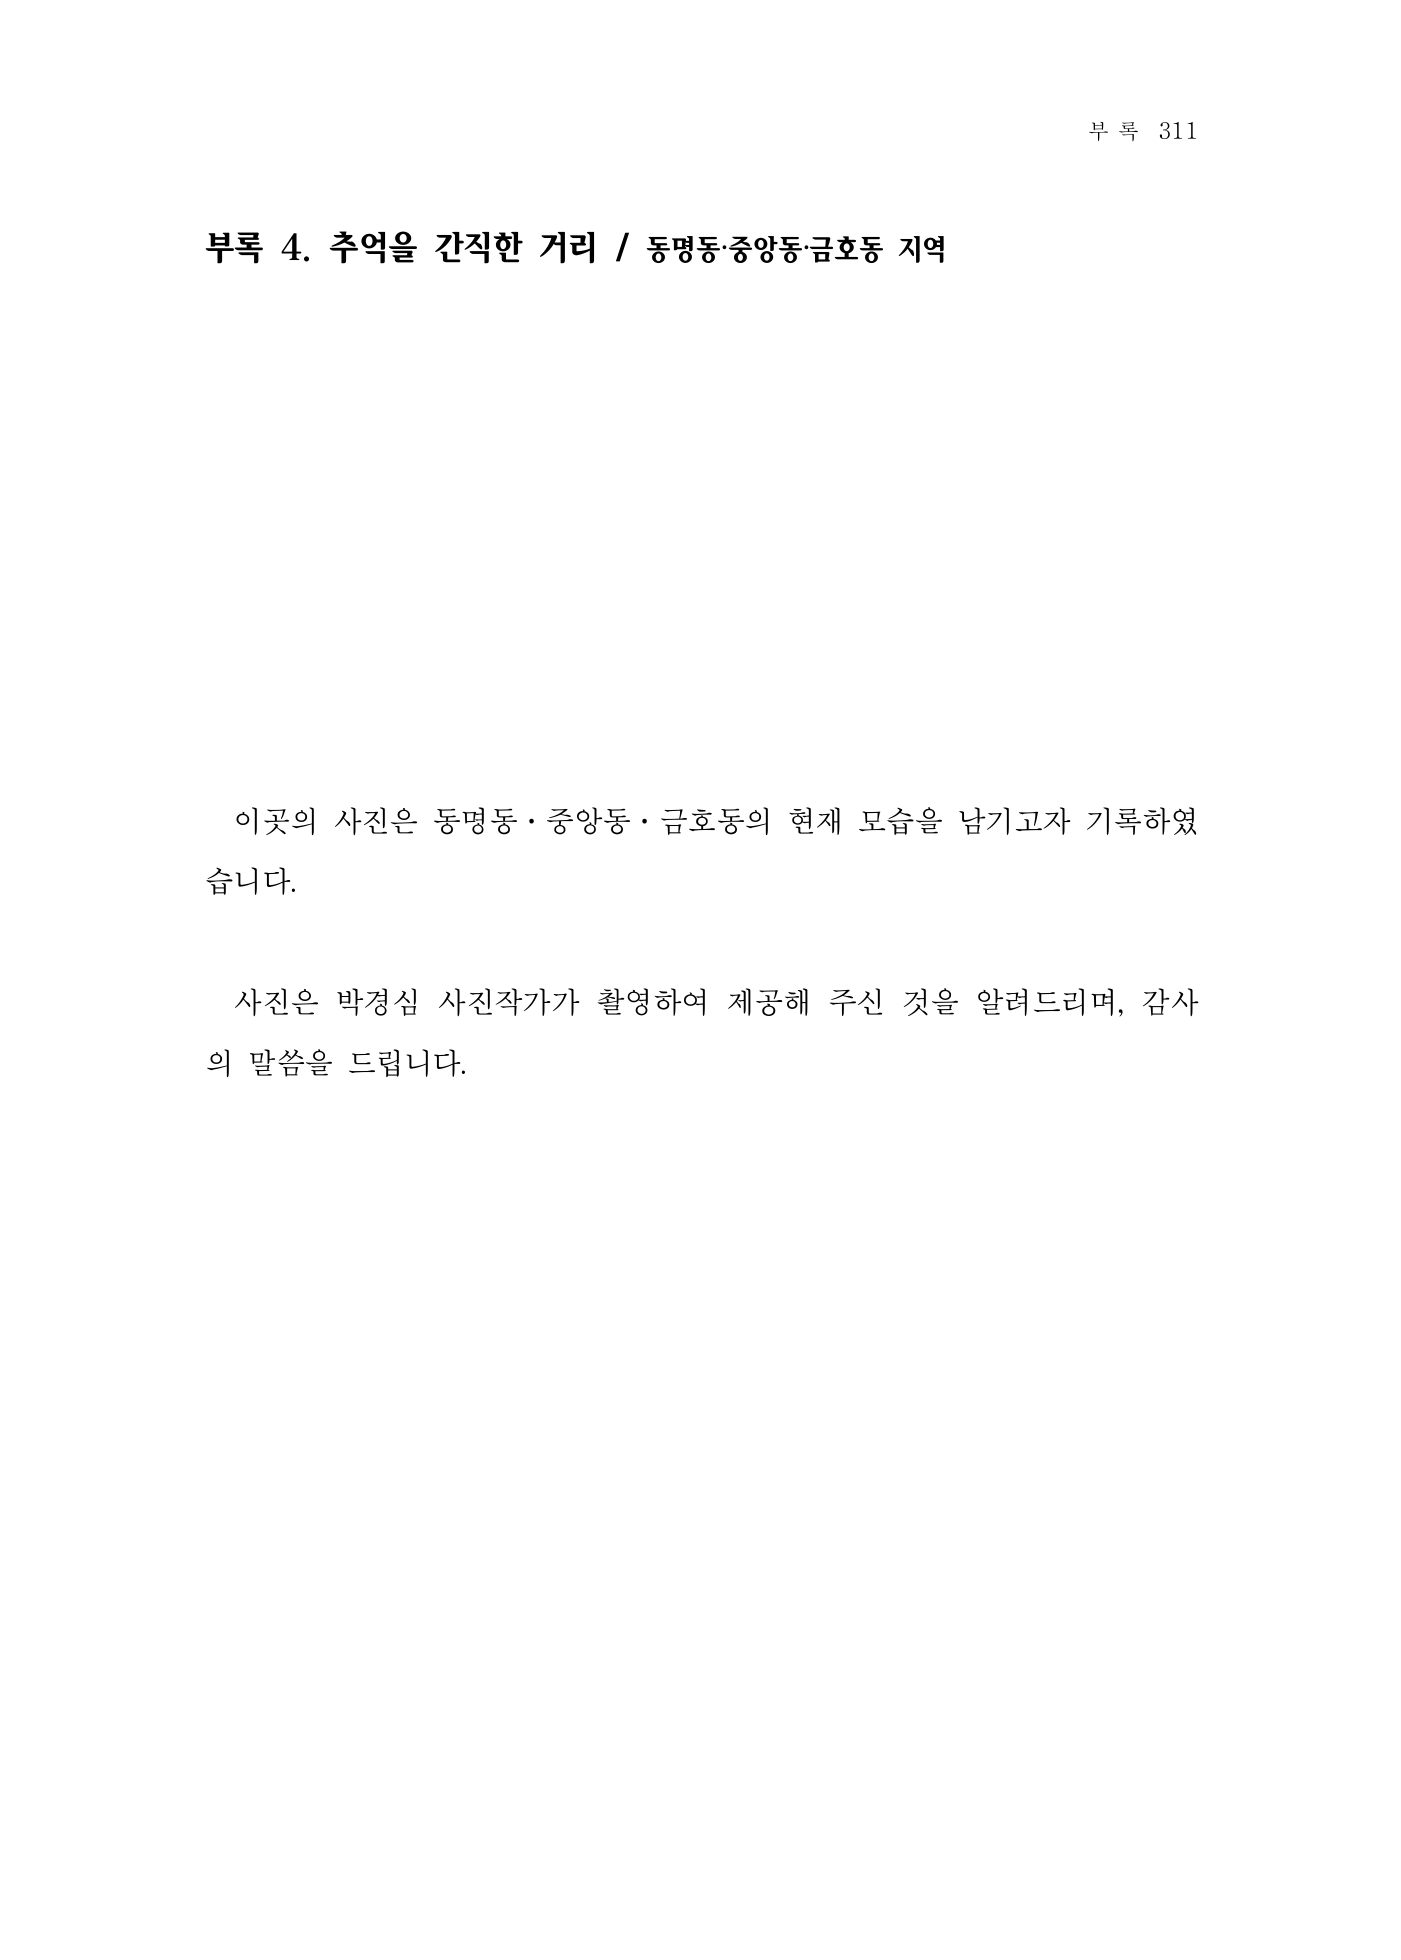 부 록 311
부록 4. 추억을 간직한 거리 / 동명동·중앙동·금호동 지역
이곳의 사진은 동명동·중앙동·금호동의 현재 모습을 남기고자 기록하였
습니다.
사진은 박경심 사진작가가 촬영하여 제공해 주신 것을 알려드리며, 감사
의 말씀을 드립니다.